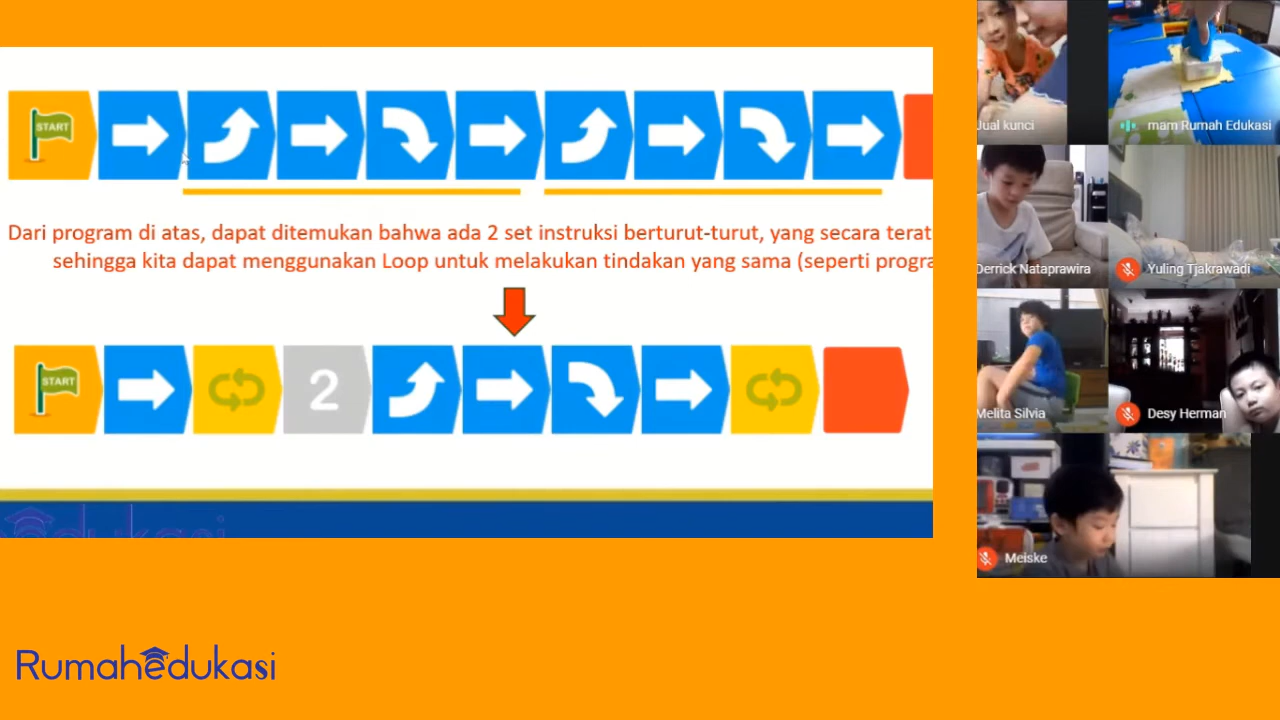 START
Dari program di atas, dapat ditemukan bahwa ada 2 set instruksi berturut-turut, yang secara terat
sehingga kita dapat menggunakan Loop untuk melakukan tindakan yang sama (seperti progra
START
2
Edukasi
RumahEdukasi
Jual kunci
mam Rumah Edukasi
Derrick Nataprawira
Yuling Tjakrawadi
Melita Silvia
Desy Herman
Meiske